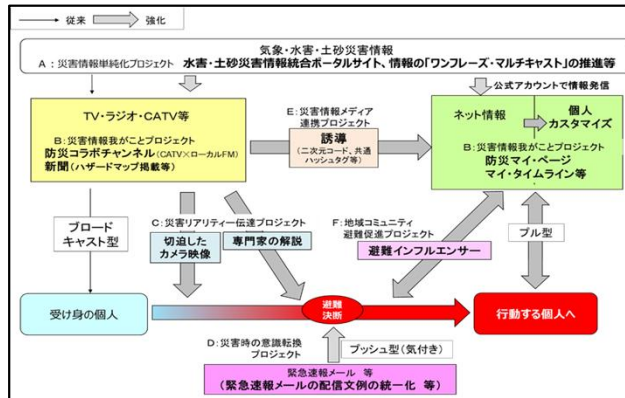 従来
強化
気象・水害・土砂災害情報
A：災害情報単純化プロジェクト 水害・土砂災害情報統合ポータルサイト、情報の「ワンフレーズ・マルチキャスト」の推進等
公式アカウントで情報発信
TV・ラジオ・CATV等
B：災害情報我がことプロジェクト
防災コラボチャンネル(CATV×ローカルFM)
新聞(ハザードマップ掲載等)
E：災害情報メディア
連携プロジェクト
誘導
(二次元コード、共通
ハッシュタグ等)
ネット情報
個人
カスタマイズ
B：災害情報我がことプロジェクト
防災マイ・ページ
マイ・タイムライン等
ブロード
キャスト型
C：災害リアリティー伝達プロジェクト
切迫した
カメラ映像
専門家の解説
F：地域コミュニティ
避難促進プロジェクト
避難インフルエンサー
プル型
受け身の個人
避難
決断
行動する個人へ
D：災害時の意識転換
プロジェクト
プッシュ型(気付き)
緊急速報メール 等
(緊急速報メールの配信文例の統一化 等)